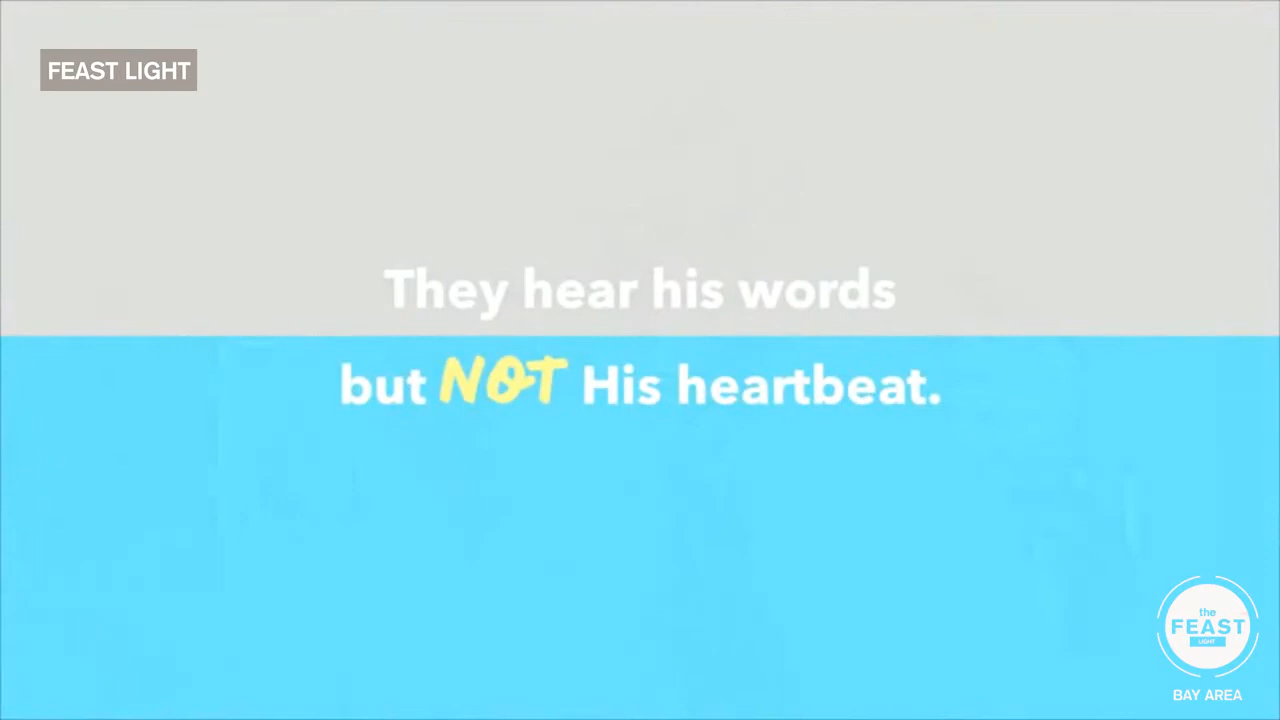 FEAST LIGHT
They hear his words
but NOT His heartbeat.
the
FEAST
LIGHT
BAY AREA